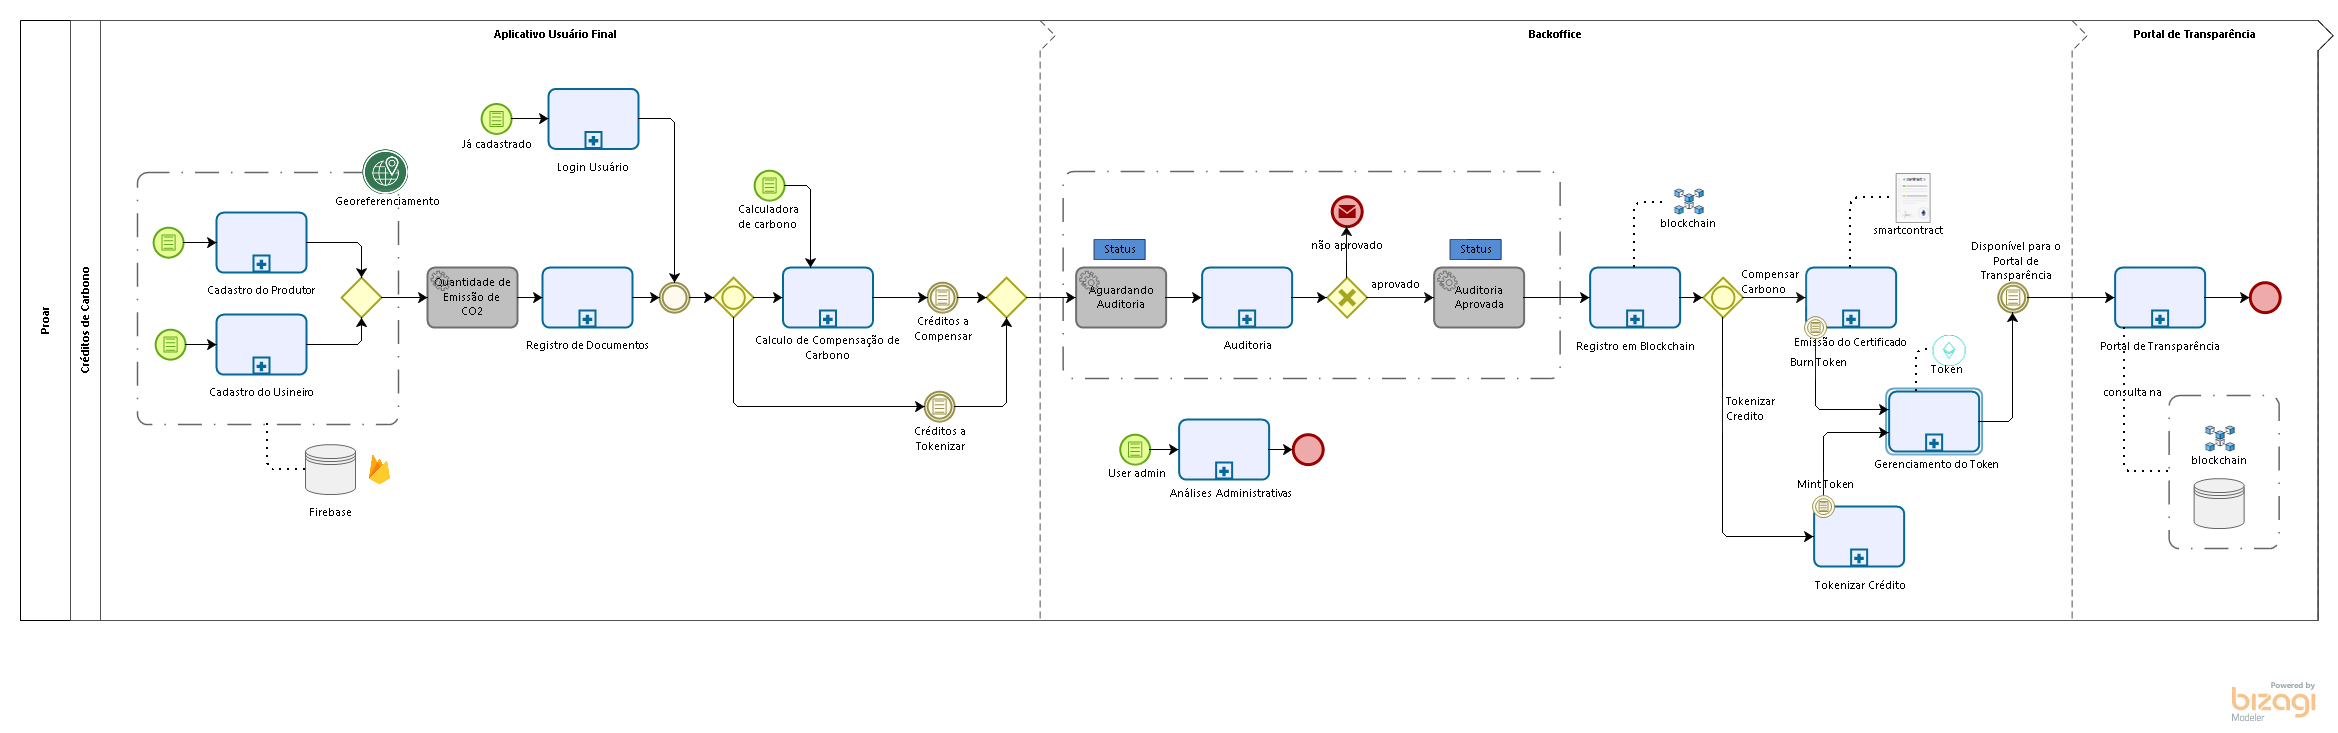 Proar
Créditos de Carbono
Aplicativo Usuário Final
Backoffice
Portal de Transparência
Já cadastrado
Login Usuário
Georeferenciamento
Cadastro do Produtor
Cadastro do Usineiro
Firebase
Quantidade de
Emissão de
CO2
Registro de Documentos
Calculadora
de carbono
Calculo de Compensação de
Carbono
Créditos a
Compensar
Créditos a
Tokenizar
Status
Aguardando
Auditoria
Auditoria
não aprovado
aprovado
Status
Auditoria
Aprovada
User admin
Análises Administrativas
blockchain
Registro em Blockchain
Compensar
Carbono
Tokenizar
Credito
smartcontract
Emissão do Certificado
Burn Token
Token
Gerenciamento do Token
Mint Token
Tokenizar Crédito
Disponível para o
Portal de
Transparência
Portal de Transparência
consulta na
blockchain
Powered by
bizagi
Modeler